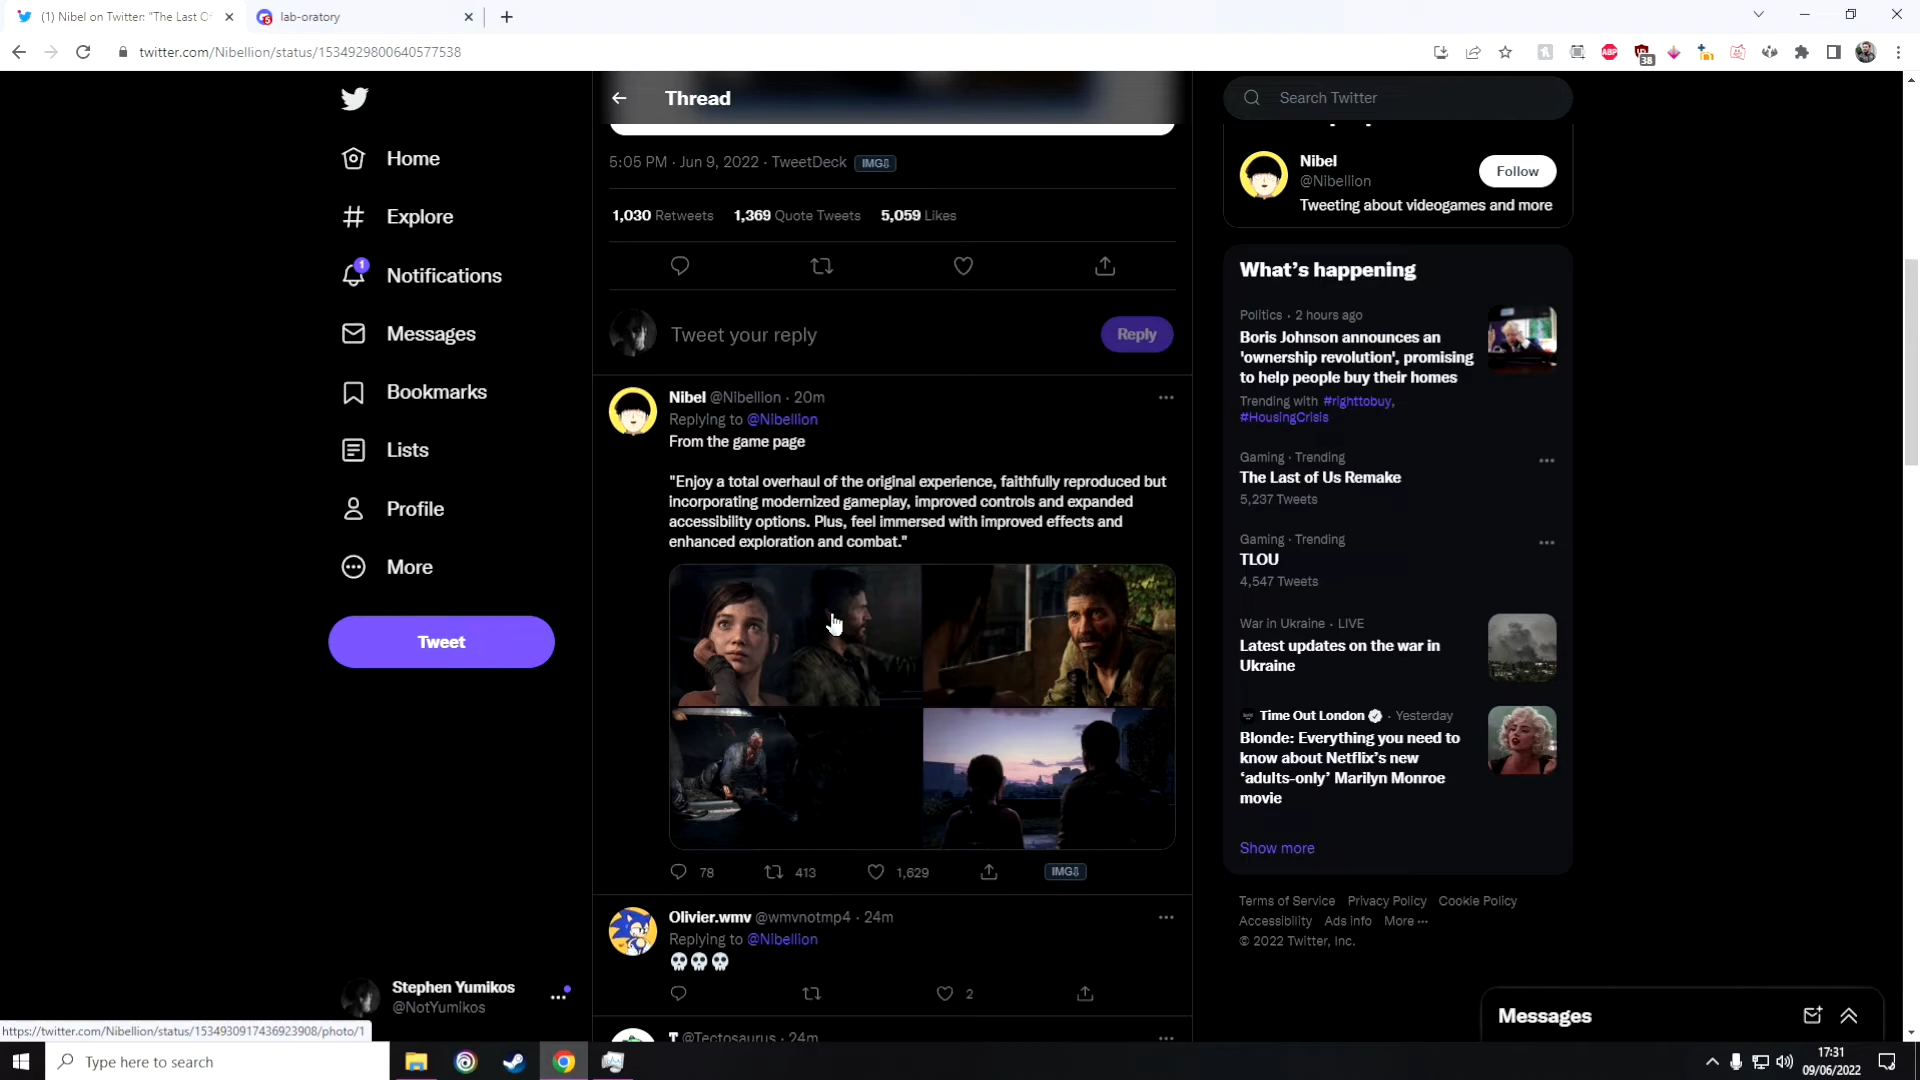 (1) Nibel on Twitter: "The Last O
lab-oratory
twitter.com/Nibellion/status/1534929800640577538
38
Home
Explore
1
Notifications
Messages
Bookmarks
Lists
Profile
More
Tweet
Stephen Yumikos
@NotYumikos
Thread
5:05 PM · Jun 9, 2022 · TweetDeck IMG
1,030 Retweets 1,369 Quote Tweets 5,059 Likes
Tweet your reply
Reply
Nibel @Nibellion · 20m
Replying to @Nibellion
From the game page
"Enjoy a total overhaul of the original experience, faithfully reproduced but
incorporating modernized gameplay, improved controls and expanded
accessibility options. Plus, feel immersed with improved effects and
enhanced exploration and combat."
78 413 1,629 IMG
Olivier.wmv @wmvnotmp4 · 24m
Replying to @Nibellion
💀💀💀
2
T @Tectosaurus · 24m
Search Twitter
Nibel
@Nibellion
Follow
Tweeting about videogames and more
What's happening
Politics · 2 hours ago
Boris Johnson announces an
'ownership revolution', promising
to help people buy their homes
Trending with #righttobuy,
#HousingCrisis
Gaming · Trending
The Last of Us Remake
5,237 Tweets
Gaming · Trending
TLOU
4,547 Tweets
War in Ukraine · LIVE
Latest updates on the war in
Ukraine
Time Out London · Yesterday
Blonde: Everything you need to
know about Netflix's new
'adults-only' Marilyn Monroe
movie
Show more
Terms of Service Privacy Policy Cookie Policy
Accessibility Ads info More ···
© 2022 Twitter, Inc.
Messages
https://twitter.com/Nibellion/status/1534930917436923908/photo/1
Type here to search
17:31
09/06/2022